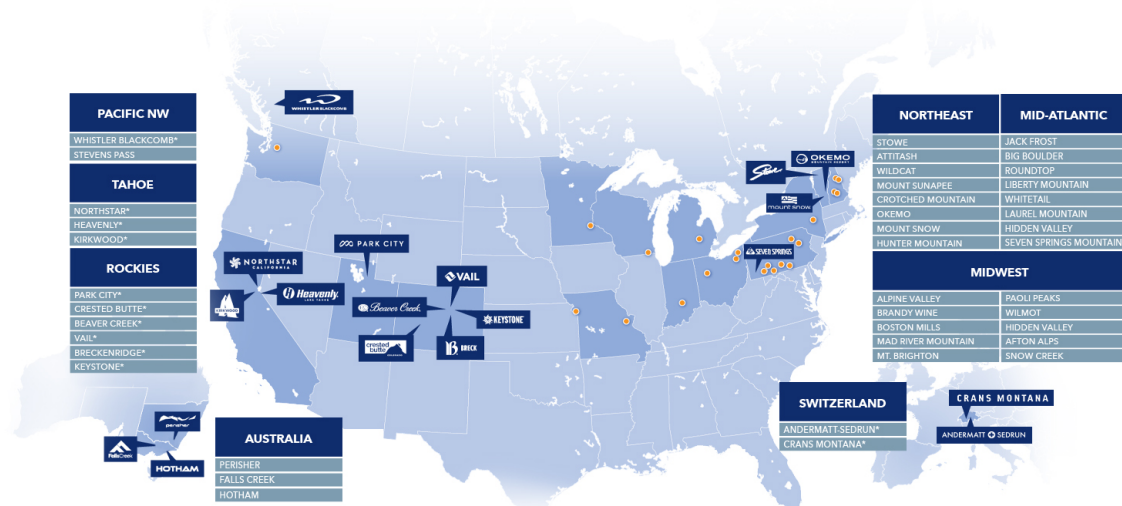 PACIFIC NW
WHISTLER BLACKCOMB*
STEVENS PASS
TAHOE
NORTHSTAR*
HEAVENLY*
KIRKWOOD*
ROCKIES
PARK CITY*
CRESTED BUTTE*
BEAVER CREEK*
VAIL*
BRECKENRIDGE*
KEYSTONE*
WHISTLER BLACKCOMB
PARK CITY
NORTHSTAR
CALIFORNIA
Heavenly
LAKE TAHOE
KIRKWOOD
VAIL
Beaver Creek
KEYSTONE
crested
butte
BRECK
Stowe
OKEMO
MOUNTAIN RESORT
mount snow
SEVEN SPRINGS
NORTHEAST
STOWE
ATTITASH
WILDCAT
MOUNT SUNAPEE
CROTCHED MOUNTAIN
OKEMO
MOUNT SNOW
HUNTER MOUNTAIN
MID-ATLANTIC
JACK FROST
BIG BOULDER
ROUNDTOP
LIBERTY MOUNTAIN
WHITETAIL
LAUREL MOUNTAIN
HIDDEN VALLEY
SEVEN SPRINGS MOUNTAIN
MIDWEST
ALPINE VALLEY
BRANDY WINE
BOSTON MILLS
MAD RIVER MOUNTAIN
MT. BRIGHTON
PAOLI PEAKS
WILMOT
HIDDEN VALLEY
AFTON ALPS
SNOW CREEK
perisher
FallsCreek
HOTHAM
AUSTRALIA
PERISHER
FALLS CREEK
HOTHAM
SWITZERLAND
ANDERMATT-SEDRUN*
CRANS MONTANA*
CRANS MONTANA
ANDERMATT SEDRUN